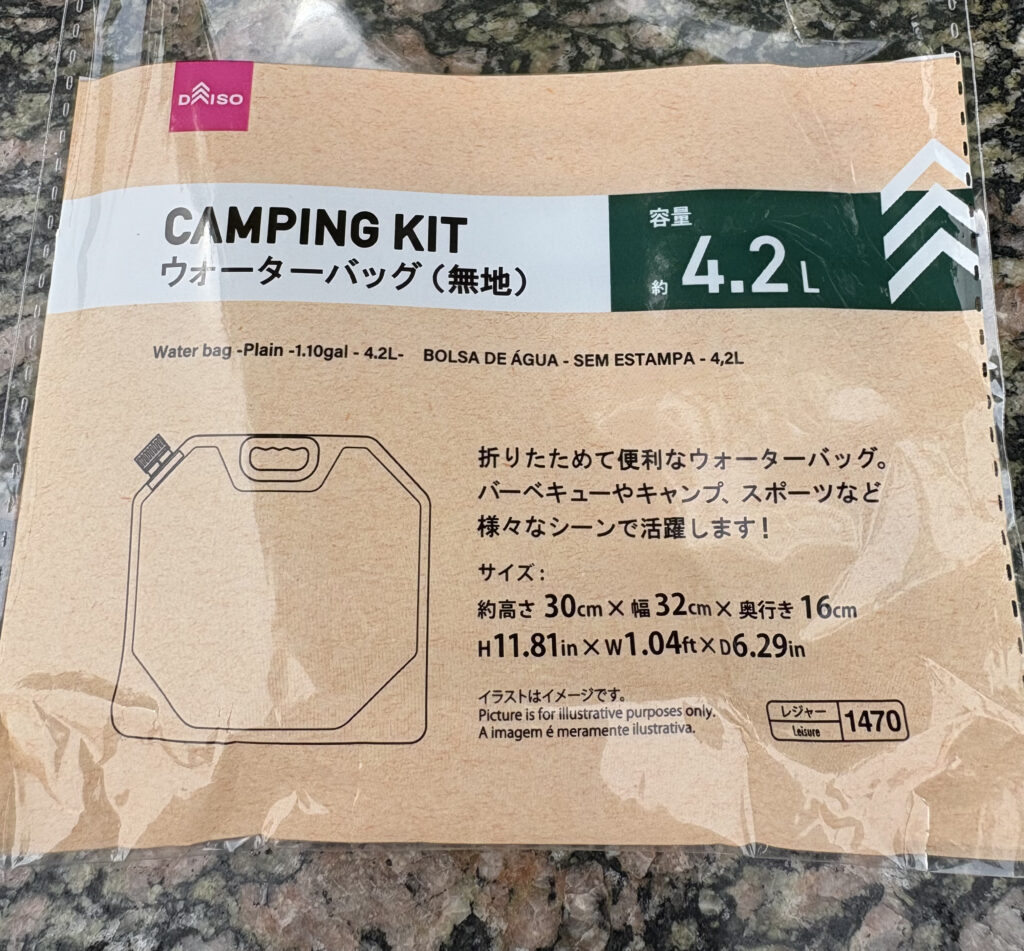 DAISO
CAMPING KIT
ウォーターバッグ（無地）
容量
約 4.2L
Water bag -Plain -1.10gal - 4.2L- BOLSA DE ÁGUA - SEM ESTAMPA - 4,2L
折りたためて便利なウォーターバッグ。
バーベキューやキャンプ、スポーツなど
様々なシーンで活躍します！
サイズ：
約高さ 30cm×幅 32cm×奥行き 16cm
H11.81in×W1.04ft×D6.29in
イラストはイメージです。
Picture is for illustrative purposes only.
A imagem é meramente ilustrativa.
レジャー
Leisure
1470